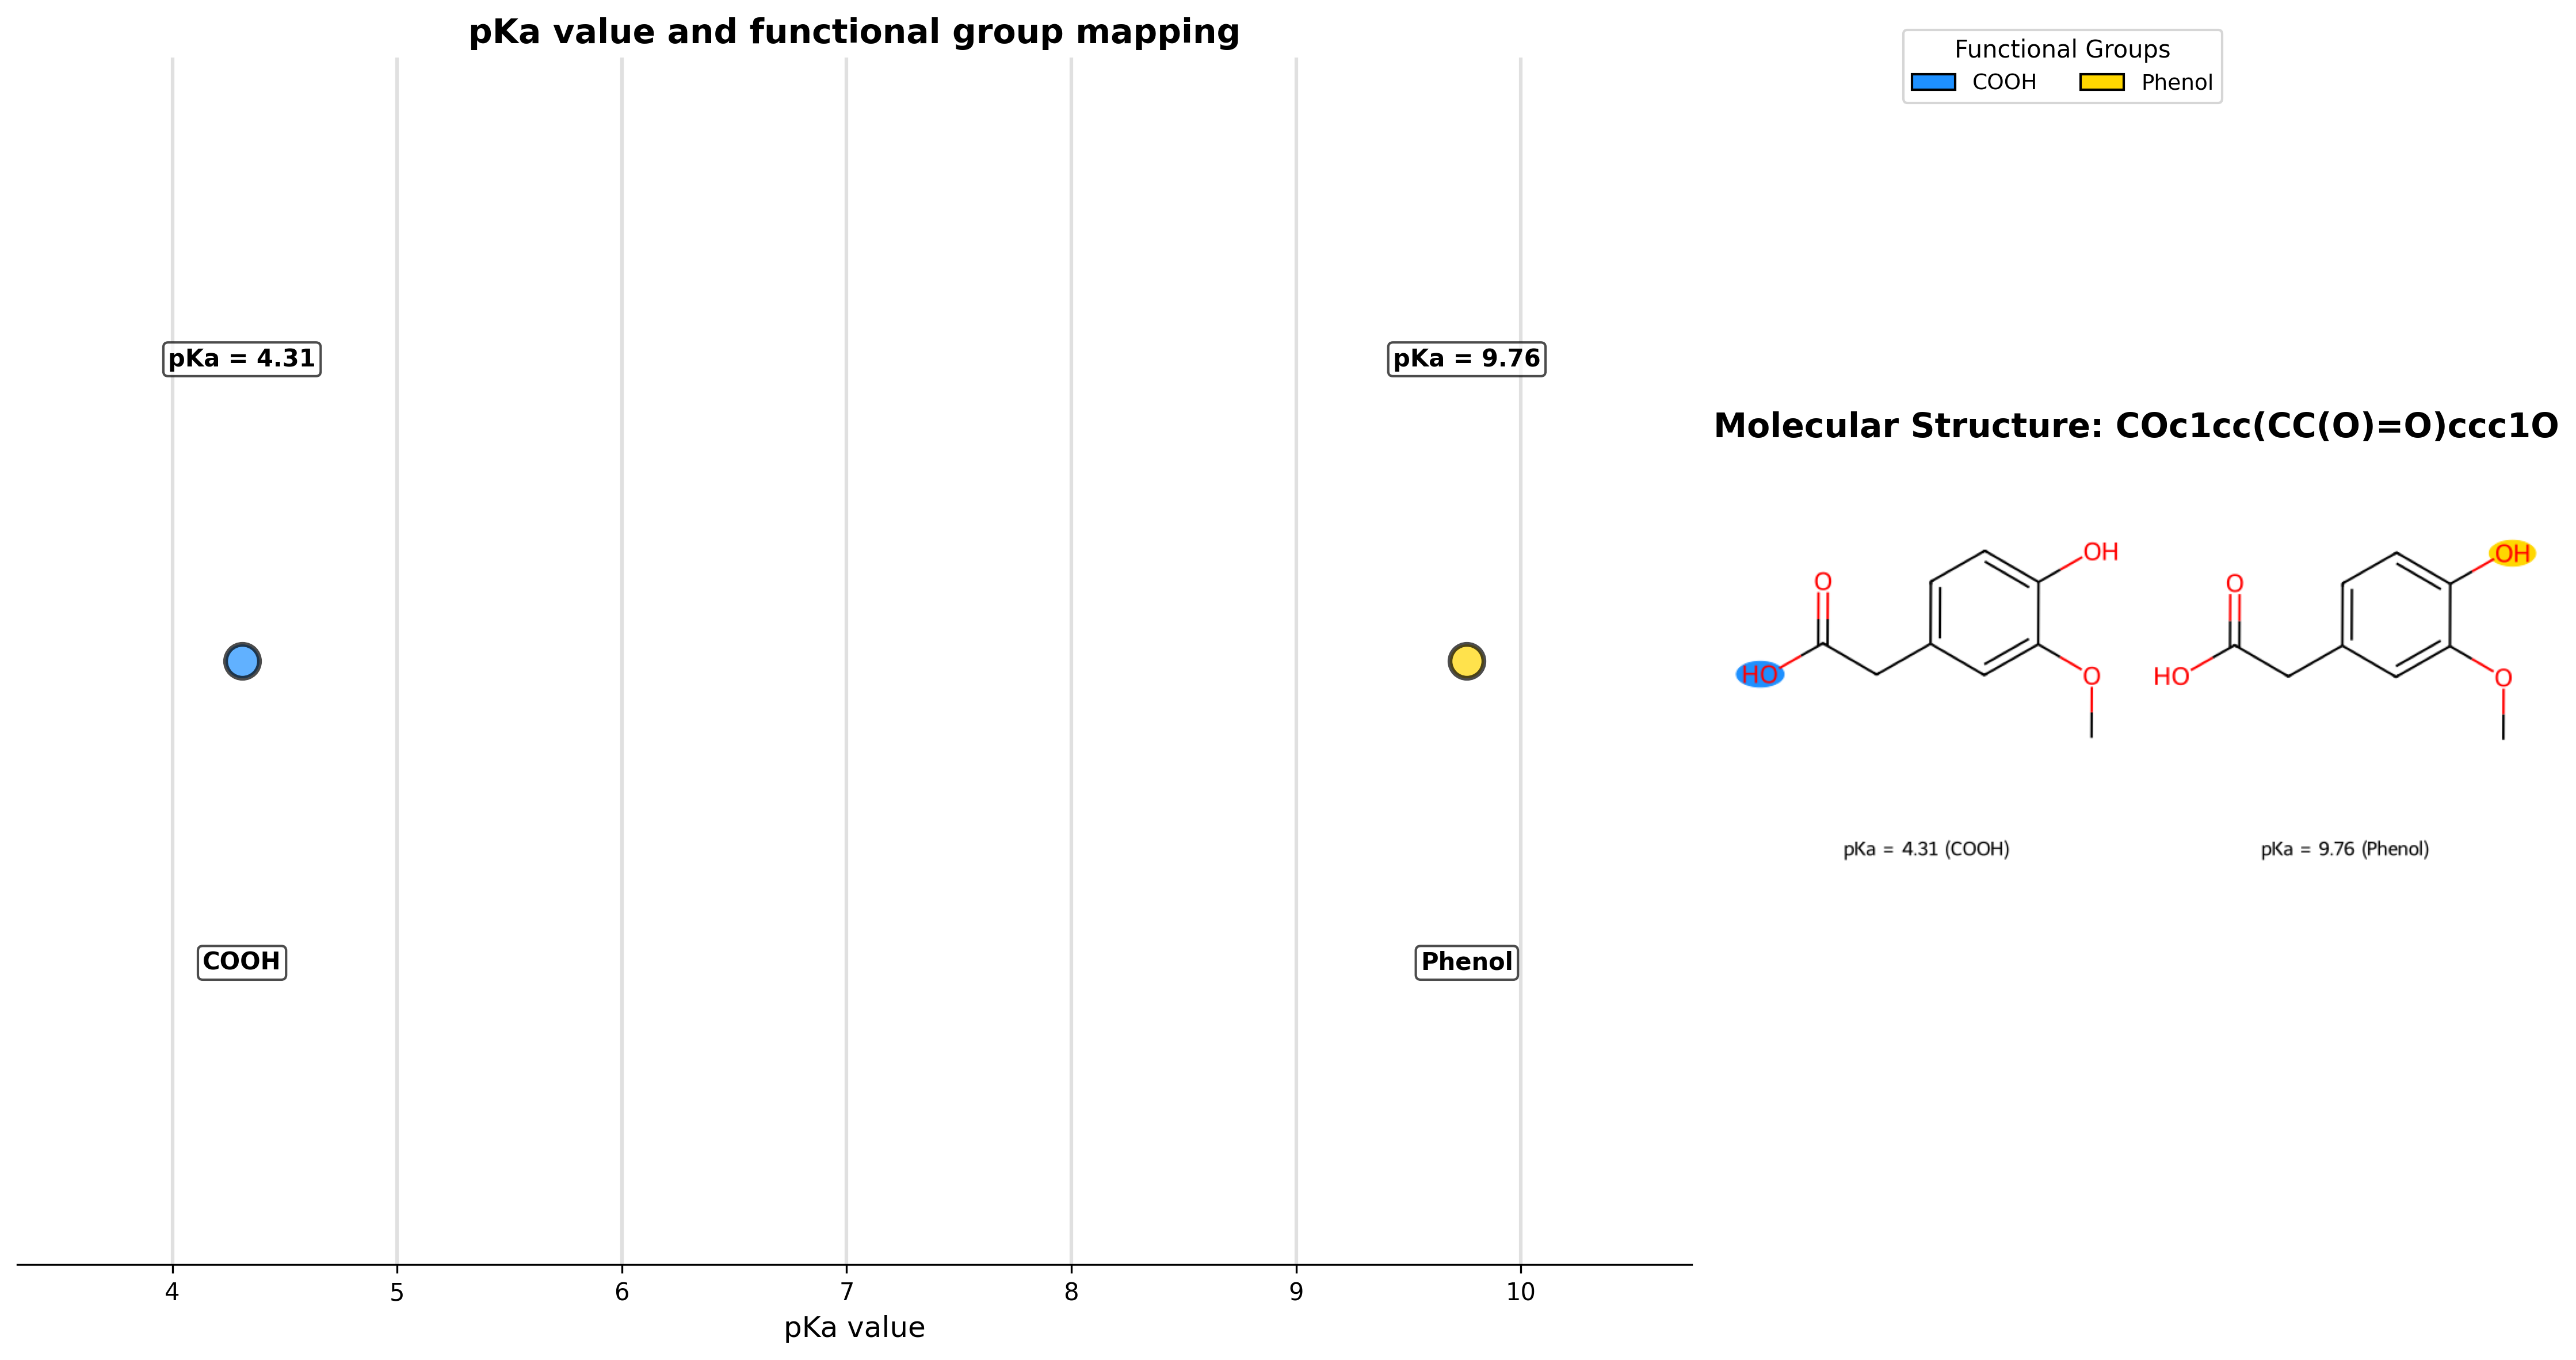 pKa value and functional group mapping
pKa = 4.31
pKa = 9.76
COOH
Phenol
4 5 6 7 8 9 10
pKa value
Functional Groups
COOH Phenol
Molecular Structure: COc1cc(CC(O)=O)ccc1O
OH
O
HO
O
OH
O
HO
O
pKa = 4.31 (COOH)
pKa = 9.76 (Phenol)